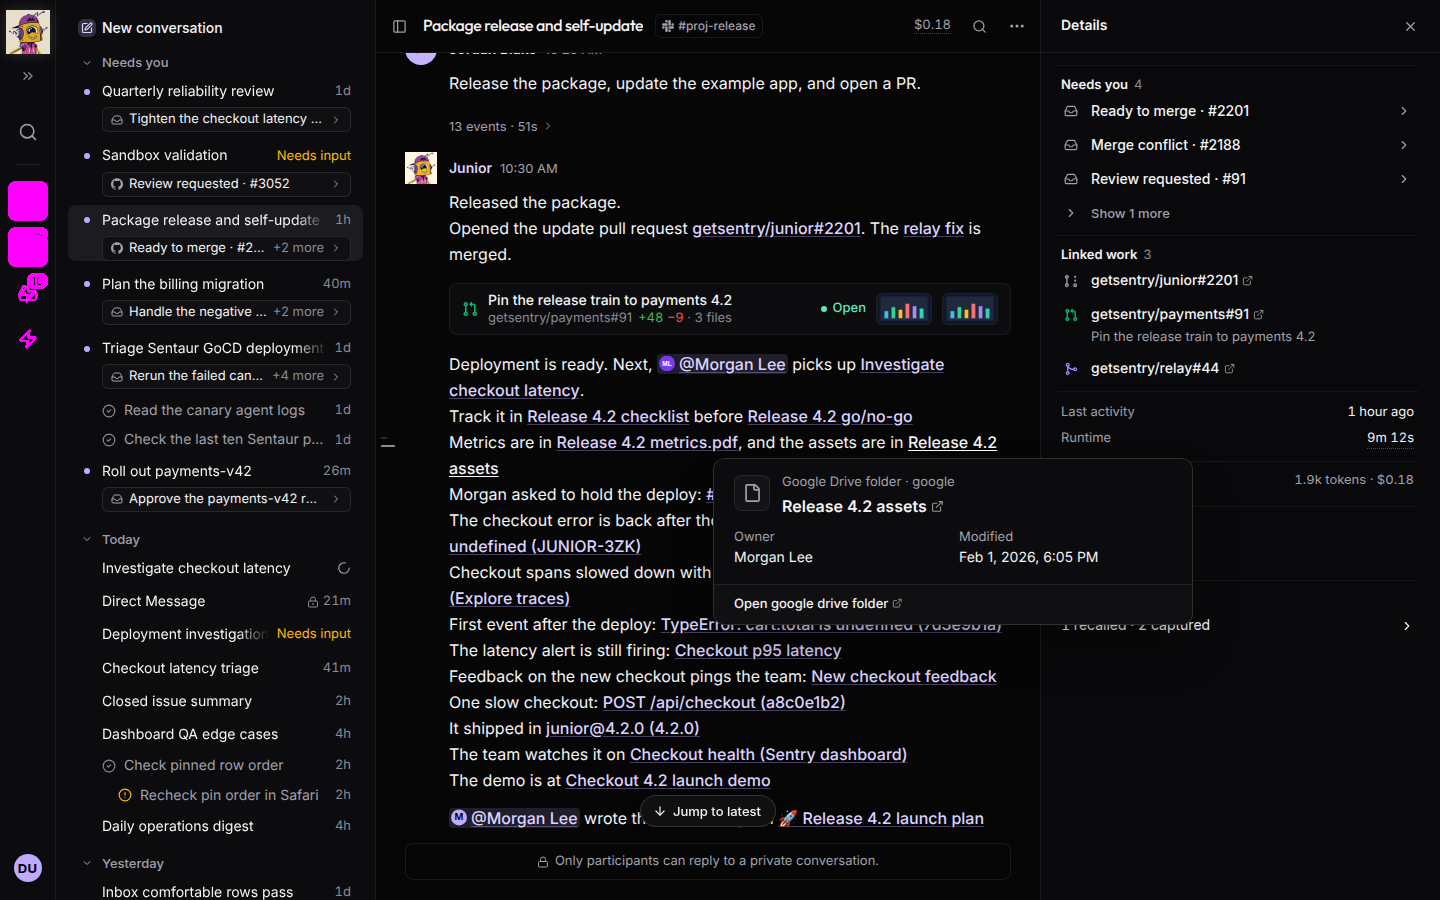 New conversation
Needs you
Quarterly reliability review 1d
Tighten the checkout latency ...
Sandbox validation Needs input
Review requested · #3052
Package release and self-update 1h
Ready to merge · #2... +2 more
Plan the billing migration 40m
Handle the negative ... +2 more
Triage Sentaur GoCD deployment 1d
Rerun the failed can... +4 more
Read the canary agent logs 1d
Check the last ten Sentaur p... 1d
Roll out payments-v42 26m
Approve the payments-v42 r...
Today
Investigate checkout latency
Direct Message 21m
Deployment investigation Needs input
Checkout latency triage 41m
Closed issue summary 2h
Dashboard QA edge cases 4h
Check pinned row order 2h
Recheck pin order in Safari 2h
Daily operations digest 4h
Yesterday
Inbox comfortable rows pass 1d
DU
Package release and self-update #proj-release $0.18
Release the package, update the example app, and open a PR.
13 events · 51s
Junior 10:30 AM
Released the package.
Opened the update pull request getsentry/junior#2201. The relay fix is
merged.
Pin the release train to payments 4.2
getsentry/payments#91 +48 −9 · 3 files
Open
Deployment is ready. Next, ML @Morgan Lee picks up Investigate
checkout latency.
Track it in Release 4.2 checklist before Release 4.2 go/no-go
Metrics are in Release 4.2 metrics.pdf, and the assets are in Release 4.2
assets
Morgan asked to hold the deploy: #
The checkout error is back after the
undefined (JUNIOR-3ZK)
Checkout spans slowed down with
(Explore traces)
First event after the deploy: TypeError: cart.total is undefined (7d3e9b1a)
The latency alert is still firing: Checkout p95 latency
Feedback on the new checkout pings the team: New checkout feedback
One slow checkout: POST /api/checkout (a8c0e1b2)
It shipped in junior@4.2.0 (4.2.0)
The team watches it on Checkout health (Sentry dashboard)
The demo is at Checkout 4.2 launch demo
M @Morgan Lee wrote th 🚀 Release 4.2 launch plan
Jump to latest
Only participants can reply to a private conversation.
Google Drive folder · google
Release 4.2 assets
Owner Modified
Morgan Lee Feb 1, 2026, 6:05 PM
Open google drive folder
Details
Needs you 4
Ready to merge · #2201
Merge conflict · #2188
Review requested · #91
Show 1 more
Linked work 3
getsentry/junior#2201
getsentry/payments#91
Pin the release train to payments 4.2
getsentry/relay#44
Last activity 1 hour ago
Runtime 9m 12s
1.9k tokens · $0.18
1 recalled · 2 captured